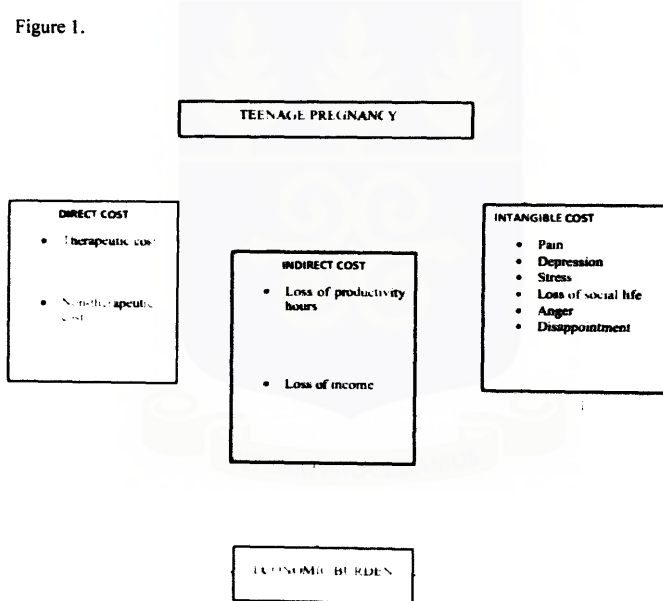 Figure 1.
TEENAGE PREGNANCY
DIRECT COST
• Therapeutic cost
• Non-therapeutic
cost
INDIRECT COST
• Loss of productivity
hours
• Loss of income
INTANGIBLE COST
• Pain
• Depression
• Stress
• Loss of social life
• Anger
• Disappointment
ECONOMIC BURDEN